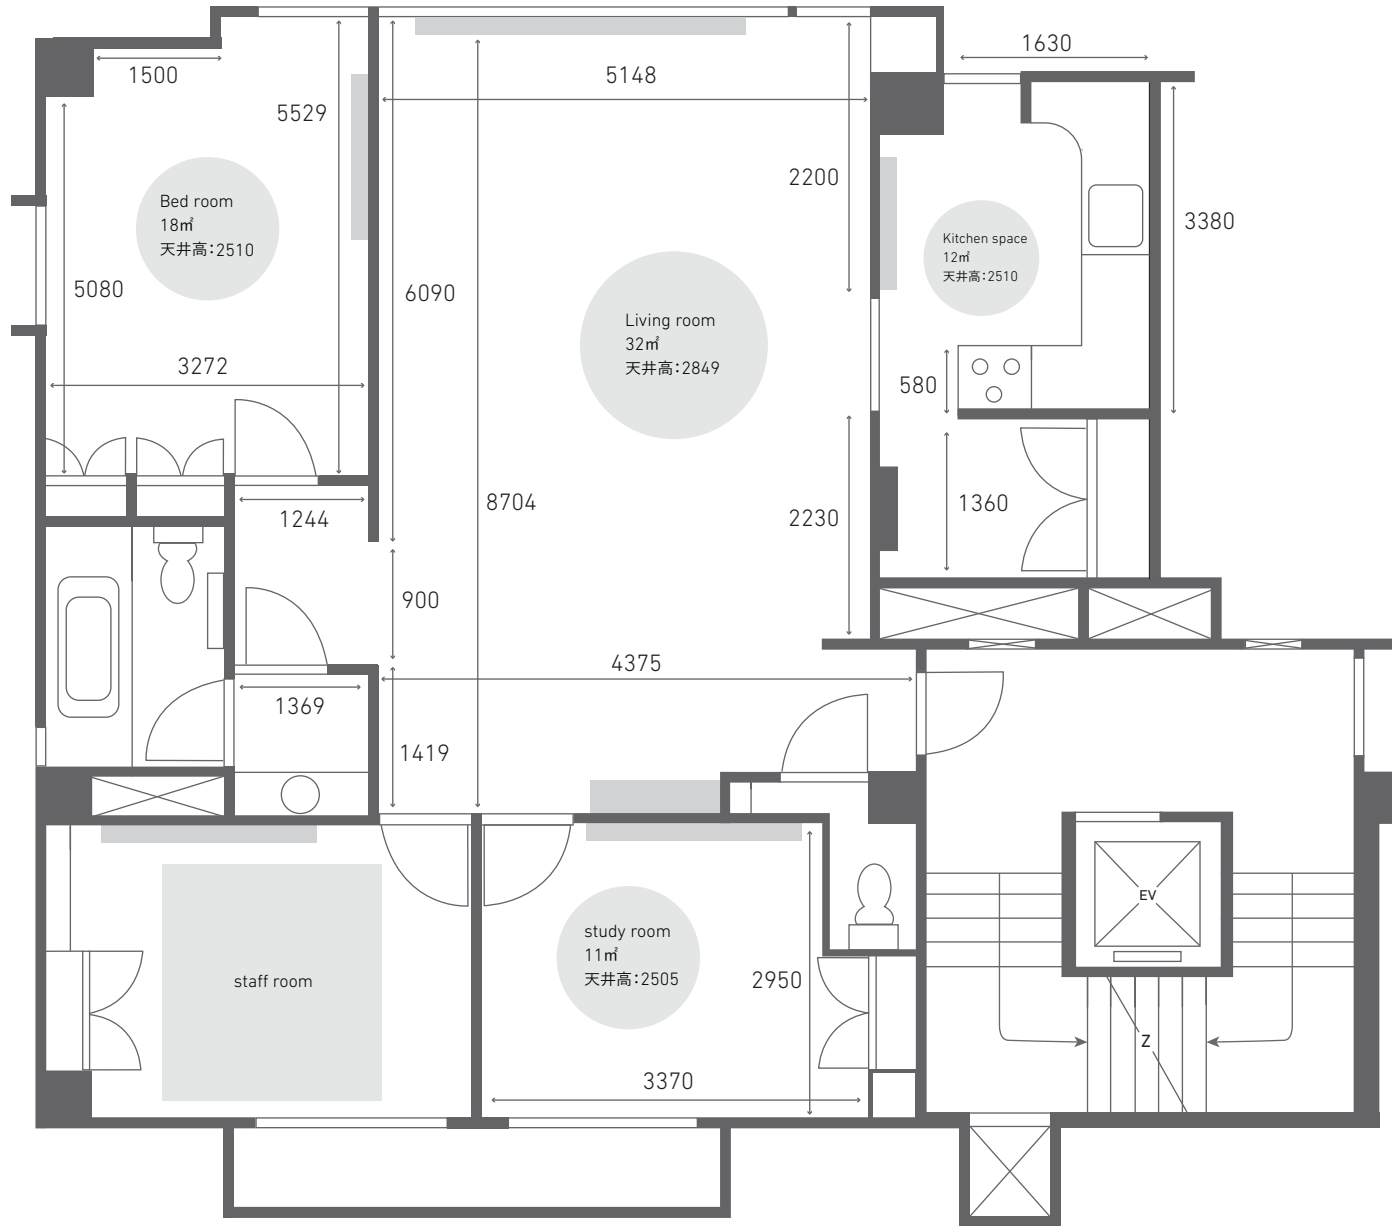 1630
1500
5148
5529
2200
Bed room
18㎡
天井高:2510
3380
Kitchen space
12㎡
天井高:2510
5080
6090
Living room
32㎡
天井高:2849
3272
580
8704
1244
2230
1360
900
4375
1369
1419
EV
study room
11㎡
天井高:2505
staff room
2950
Z
3370